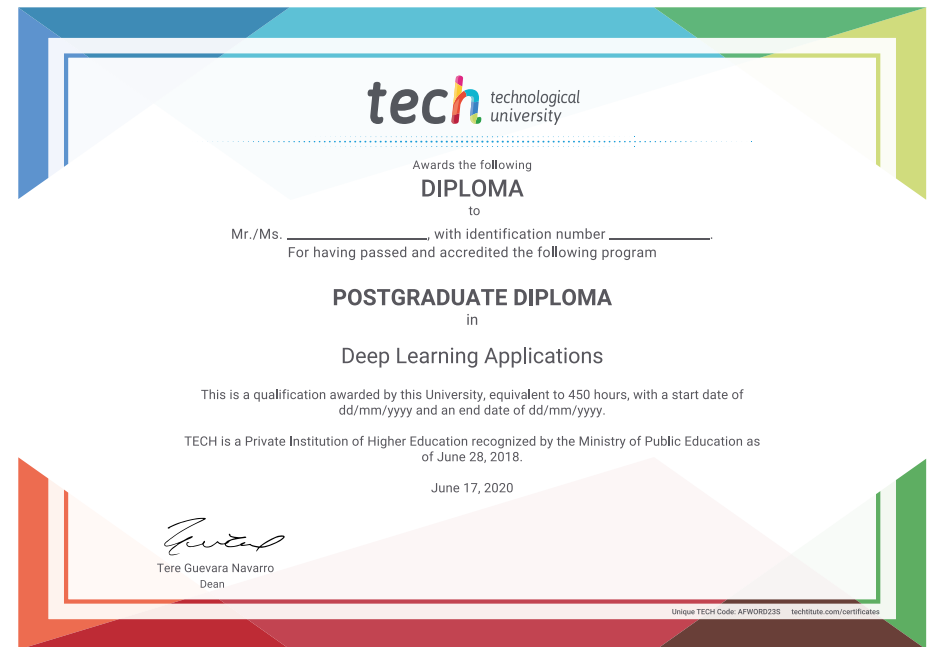 tech technological
university
Awards the following
DIPLOMA
to
Mr./Ms. ____________________, with identification number ______________.
For having passed and accredited the following program
POSTGRADUATE DIPLOMA
in
Deep Learning Applications
This is a qualification awarded by this University, equivalent to 450 hours, with a start date of
dd/mm/yyyy and an end date of dd/mm/yyyy.
TECH is a Private Institution of Higher Education recognized by the Ministry of Public Education as
of June 28, 2018.
June 17, 2020
Tere Guevara Navarro
Dean
Unique TECH Code: AFWORD23S techtitute.com/certificates